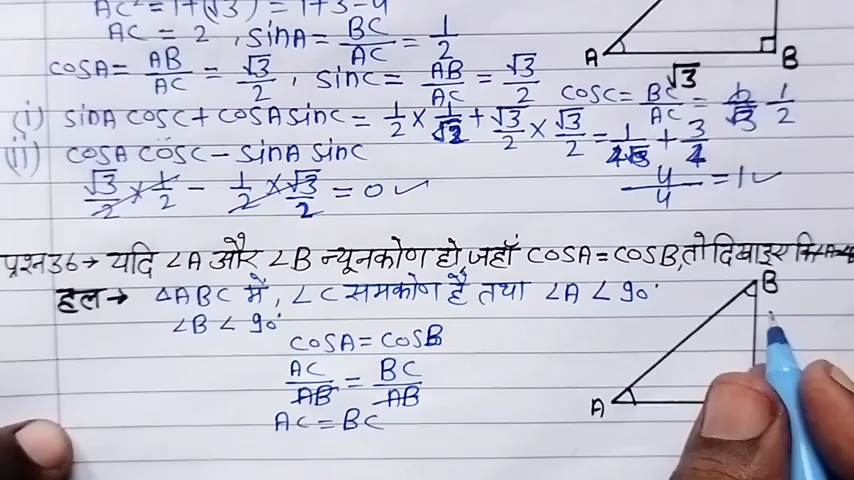 AC² = 1+(√3) = 1+3-4
AC = 2 , sinA = BC/AC = 1/2
A
B
√3
cosA = AB/AC = √3/2 , sinc = AB/AC = √3/2
cosc = BC/AC = 1/2
(i) sinA cosc + cosA sinc = 1/2 × 1/2 + √3/2 × √3/2 = 1/4 + 3/4
4/4 = 1 ✓
(ii) cosA cosc - sinA sinc
√3/2 × 1/2 - 1/2 × √3/2 = 0 ✓
प्रश्न36→ यदि ∠A और ∠B न्यूनकोण हो, जहाँ cosA = cosB, तो दिखाइए कि
हल→ △ABC में, ∠C समकोण है तथा ∠A < 90°
∠B < 90°
cosA = cosB
AC/AB = BC/AB
AC = BC
B
A